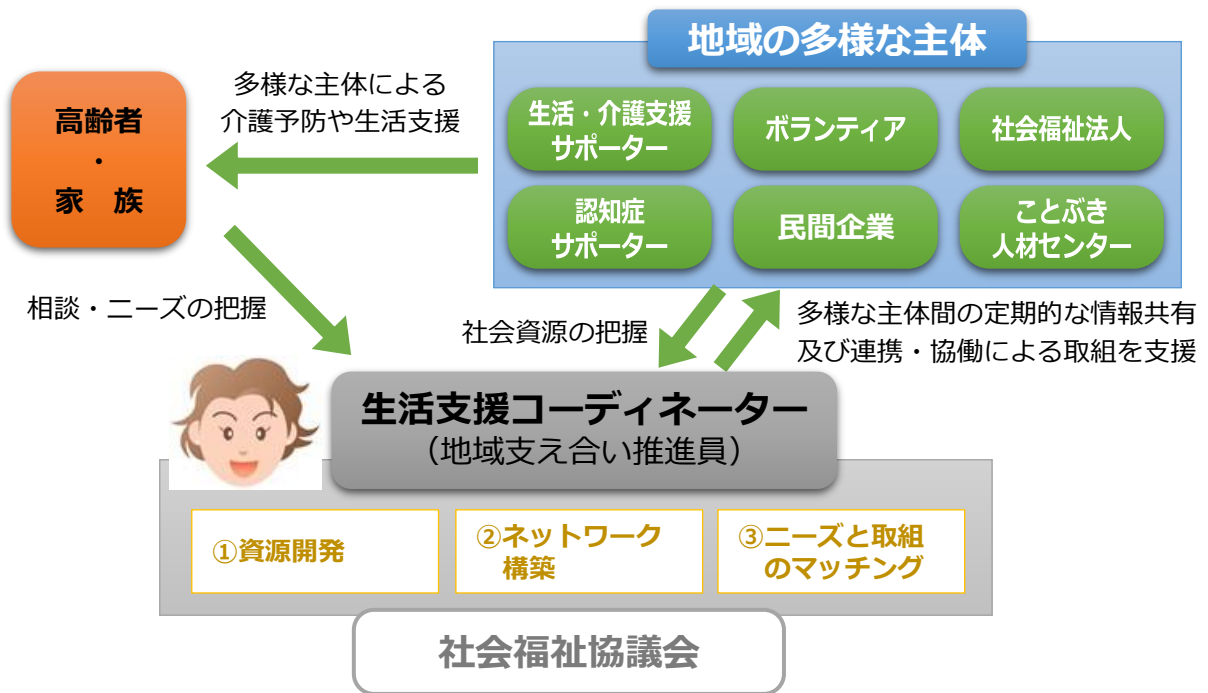 地域の多様な主体
多様な主体による
介護予防や生活支援
高齢者
・
家　族
生活・介護支援
サポーター
ボランティア
社会福祉法人
認知症
サポーター
民間企業
ことぶき
人材センター
相談・ニーズの把握
社会資源の把握
多様な主体間の定期的な情報共有
及び連携・協働による取組を支援
生活支援コーディネーター
（地域支え合い推進員）
①資源開発
②ネットワーク
構築
③ニーズと取組
のマッチング
社会福祉協議会